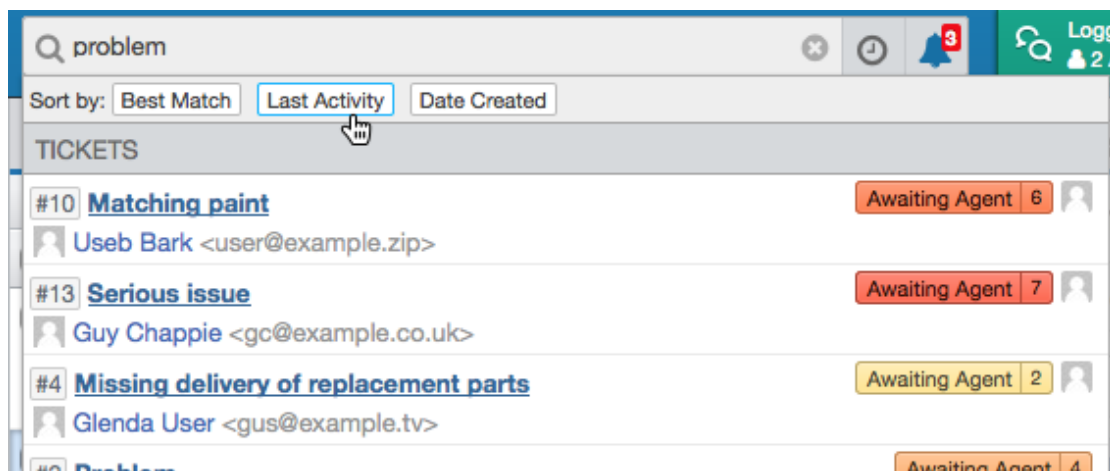 problem
3
Sort by: Best Match Last Activity Date Created
TICKETS
#10 Matching paint Awaiting Agent 6
Useb Bark <user@example.zip>
#13 Serious issue Awaiting Agent 7
Guy Chappie <gc@example.co.uk>
#4 Missing delivery of replacement parts Awaiting Agent 2
Glenda User <gus@example.tv>
Problem Awaiting Agent 4